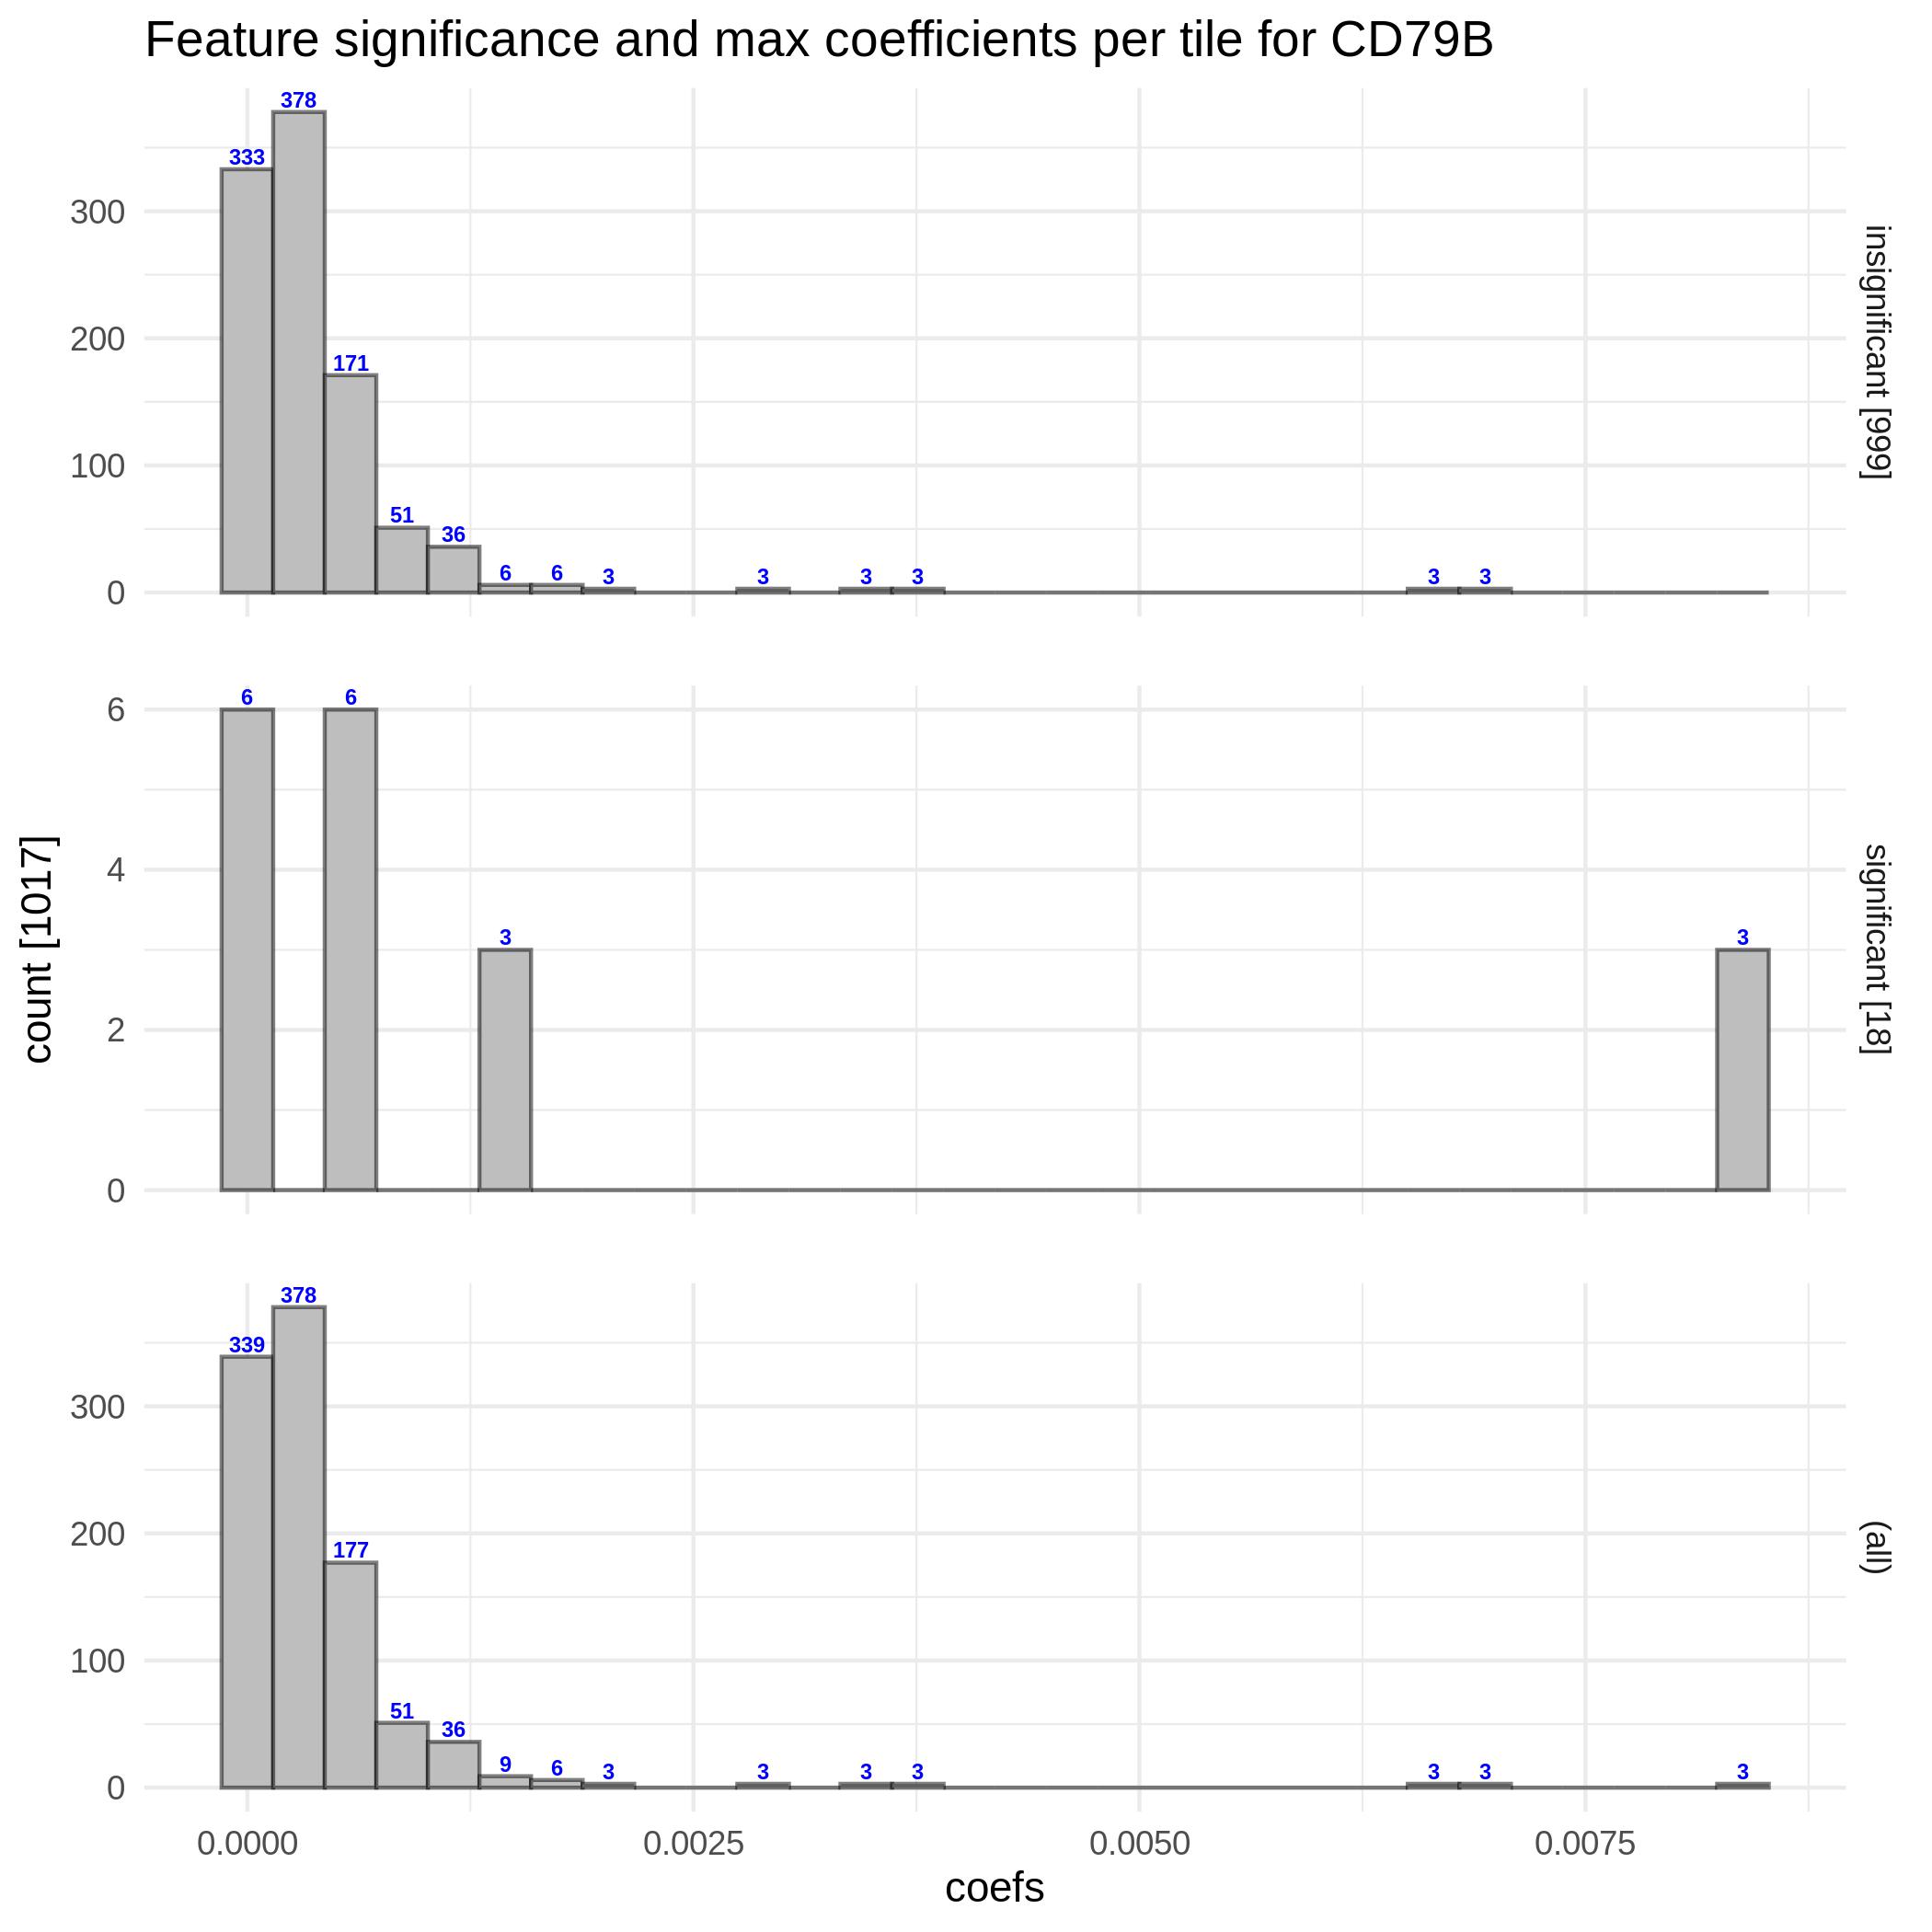 Feature significance and max coefficients per tile for CD79B
378
333
300
171
200
100
51
36
6 6 3 3 3 3 3 3
0
insignificant [999]
6 6
6
4
3 3
2
0
significant [18]
count [1017]
378
339
300
200
177
100
51
36
9 6 3 3 3 3 3 3 3
0
(all)
0.0000 0.0025 0.0050 0.0075
coefs